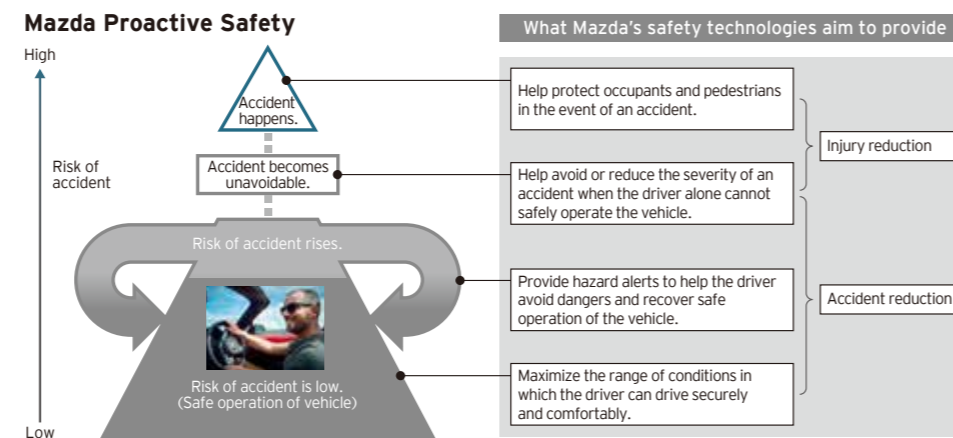 Mazda Proactive Safety
What Mazda's safety technologies aim to provide
High
Risk of
accident
Low
Accident
happens.
Accident becomes
unavoidable.
Risk of accident rises.
Risk of accident is low.
(Safe operation of vehicle)
Help protect occupants and pedestrians
in the event of an accident.
Help avoid or reduce the severity of an
accident when the driver alone cannot
safely operate the vehicle.
Provide hazard alerts to help the driver
avoid dangers and recover safe
operation of the vehicle.
Maximize the range of conditions in
which the driver can drive securely
and comfortably.
Injury reduction
Accident reduction